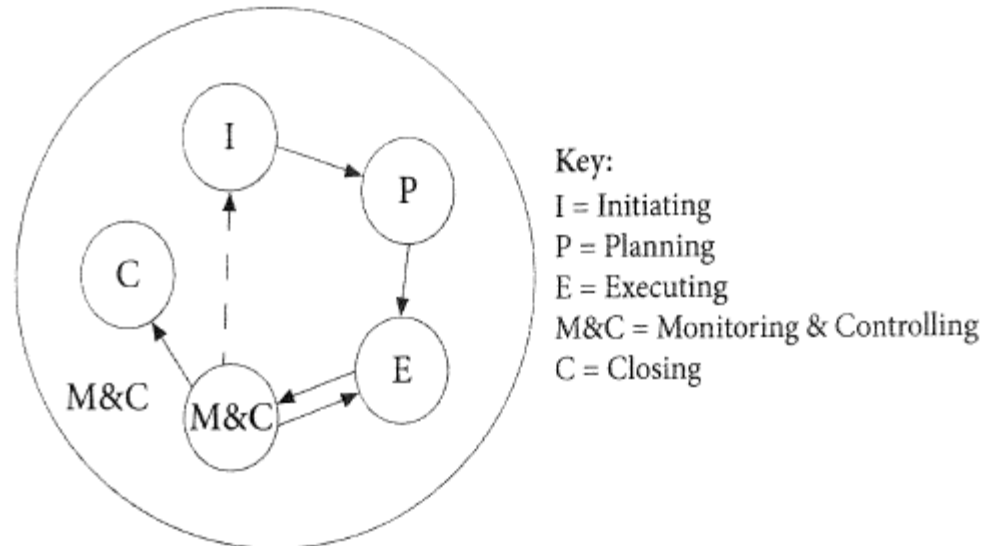 I
P
C
E
M&C
M&C
Key:
I = Initiating
P = Planning
E = Executing
M&C = Monitoring & Controlling
C = Closing